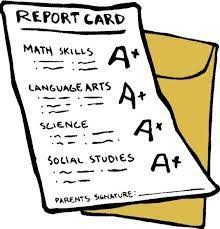 REPORT CARD
MATH SKILLS A+
LANGUAGE ARTS A+
SCIENCE A+
SOCIAL STUDIES A+
PARENTS SIGNATURE: